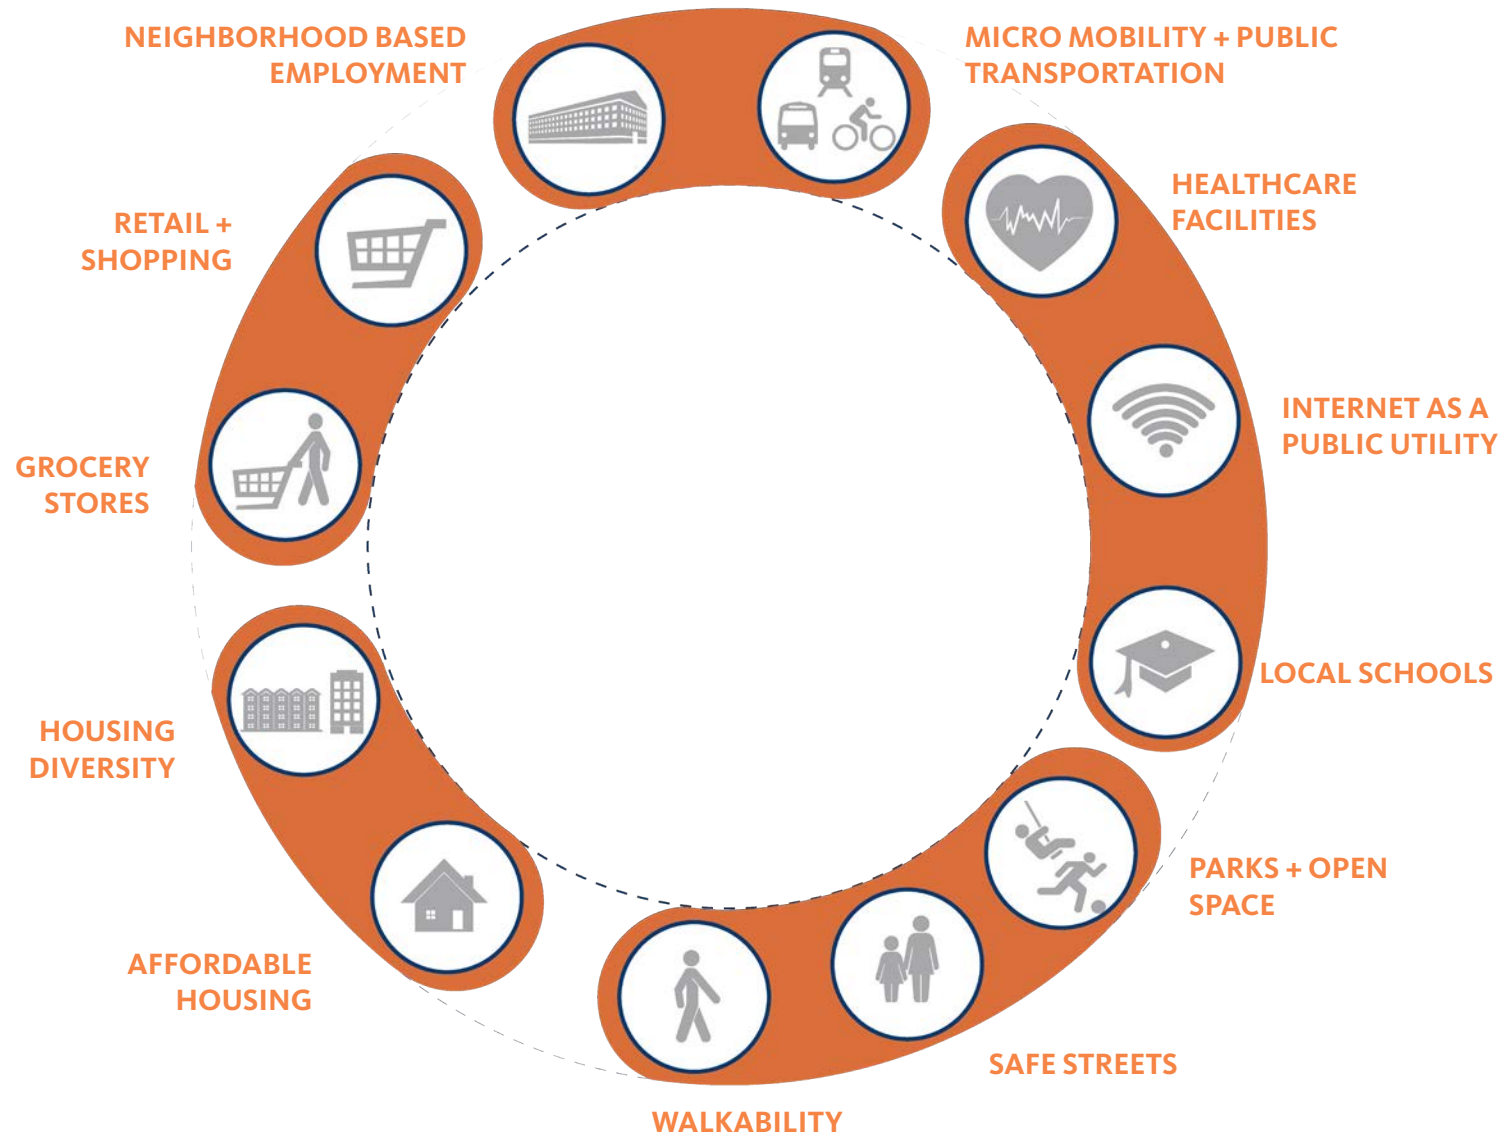 NEIGHBORHOOD BASED
EMPLOYMENT
MICRO MOBILITY + PUBLIC
TRANSPORTATION
HEALTHCARE
FACILITIES
RETAIL +
SHOPPING
INTERNET AS A
PUBLIC UTILITY
GROCERY
STORES
LOCAL SCHOOLS
HOUSING
DIVERSITY
PARKS + OPEN
SPACE
AFFORDABLE
HOUSING
SAFE STREETS
WALKABILITY